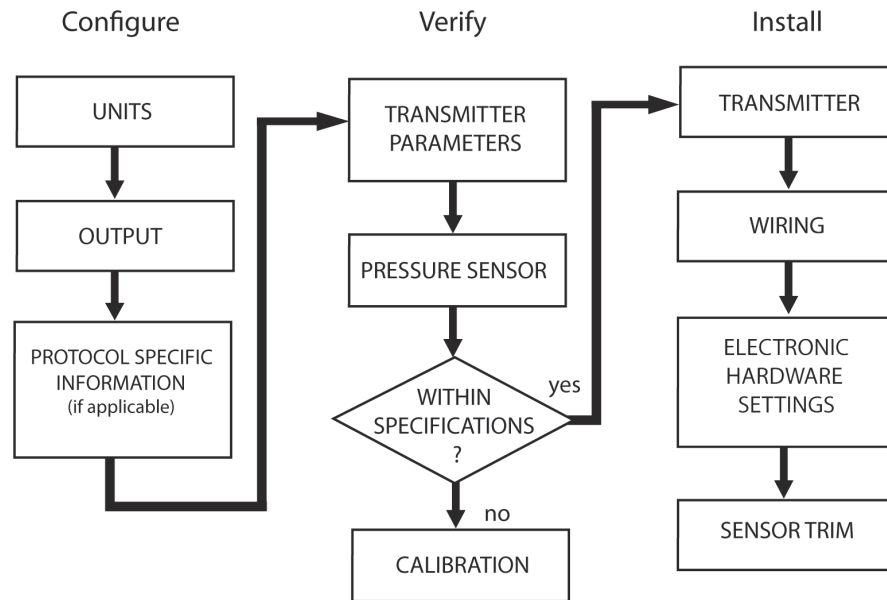 Configure
UNITS
OUTPUT
PROTOCOL SPECIFIC
INFORMATION
(if applicable)
Verify
TRANSMITTER
PARAMETERS
PRESSURE SENSOR
WITHIN
SPECIFICATIONS
?
yes
no
CALIBRATION
Install
TRANSMITTER
WIRING
ELECTRONIC
HARDWARE
SETTINGS
SENSOR TRIM